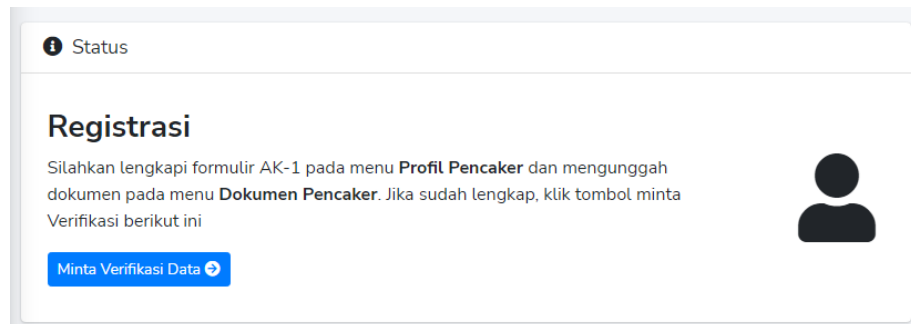 Status
Registrasi
Silahkan lengkapi formulir AK-1 pada menu Profil Pencaker dan mengunggah
dokumen pada menu Dokumen Pencaker. Jika sudah lengkap, klik tombol minta
Verifikasi berikut ini
Minta Verifikasi Data